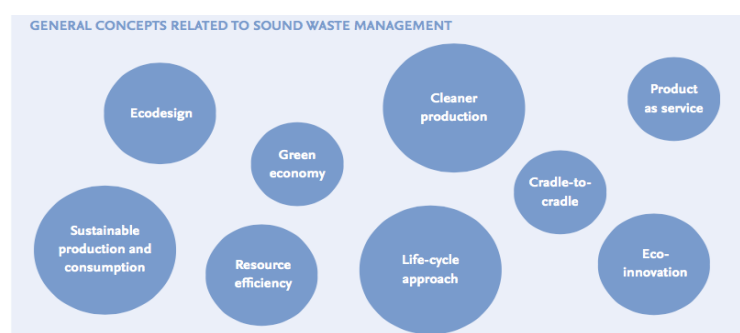 GENERAL CONCEPTS RELATED TO SOUND WASTE MANAGEMENT
Ecodesign
Green
economy
Cleaner
production
Product
as service
Cradle-to-
cradle
Sustainable
production and
consumption
Resource
efficiency
Life-cycle
approach
Eco-
innovation